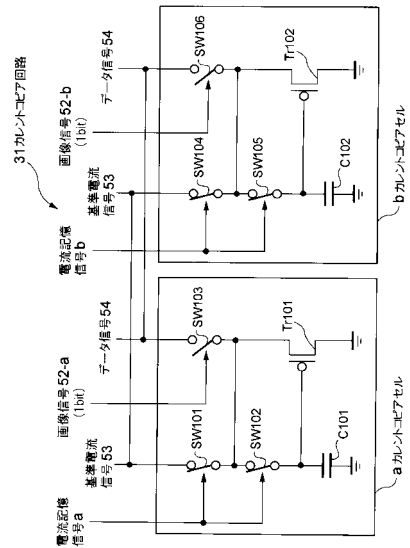 31カレントコピア回路
電流記憶
信号a
基準電流
信号53
画像信号52-a
(1bit)
データ信号54
SW101
SW102
SW103
Tr101
C101
aカレントコピアセル
電流記憶
信号b
基準電流
信号53
画像信号52-b
(1bit)
データ信号54
SW104
SW105
SW106
Tr102
C102
bカレントコピアセル